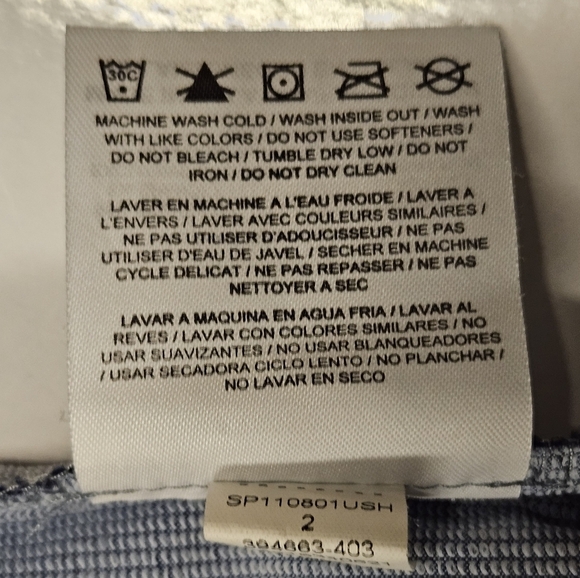 30C
MACHINE WASH COLD / WASH INSIDE OUT / WASH
WITH LIKE COLORS / DO NOT USE SOFTENERS /
DO NOT BLEACH / TUMBLE DRY LOW / DO NOT
IRON / DO NOT DRY CLEAN
LAVER EN MACHINE A L'EAU FROIDE / LAVER A
L'ENVERS / LAVER AVEC COULEURS SIMILAIRES /
NE PAS UTILISER D'ADOUCISSEUR / NE PAS
UTILISER D'EAU DE JAVEL / SECHER EN MACHINE
CYCLE DELICAT / NE PAS REPASSER / NE PAS
NETTOYER A SEC
LAVAR A MAQUINA EN AGUA FRIA / LAVAR AL
REVES / LAVAR CON COLORES SIMILARES / NO
USAR SUAVIZANTES / NO USAR BLANQUEADORES
/ USAR SECADORA CICLO LENTO / NO PLANCHAR /
NO LAVAR EN SECO
SP110801USH
2
394663-403